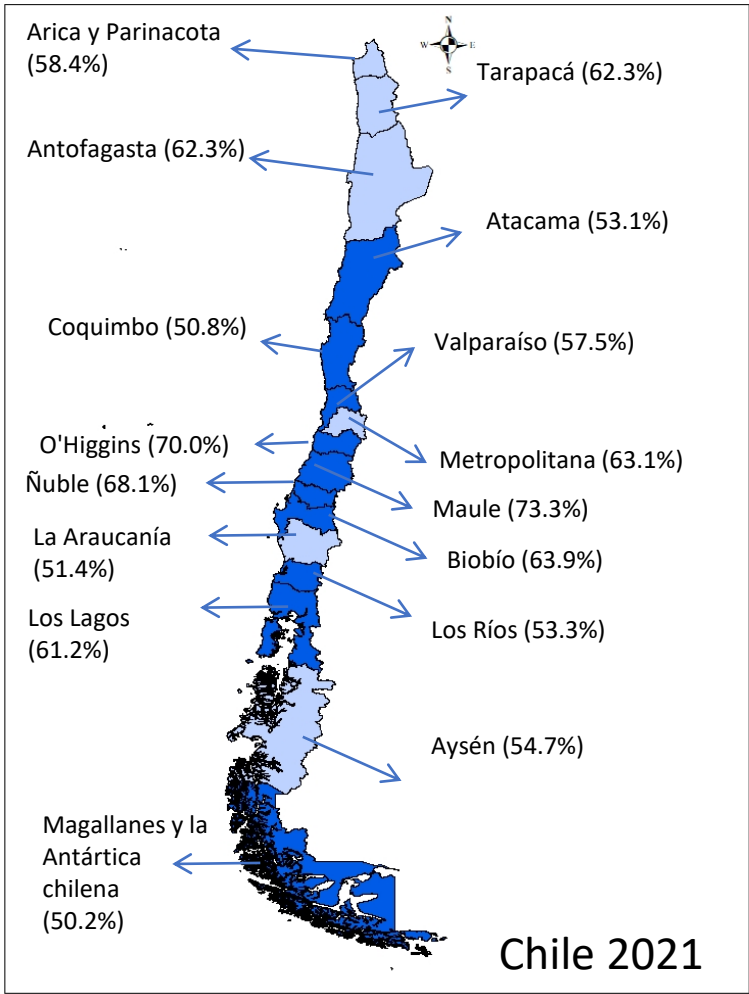 N
W E
S
Arica y Parinacota
(58.4%)
Tarapacá (62.3%)
Antofagasta (62.3%)
Atacama (53.1%)
Coquimbo (50.8%)
Valparaíso (57.5%)
O'Higgins (70.0%)
Metropolitana (63.1%)
Ñuble (68.1%)
Maule (73.3%)
La Araucanía
(51.4%)
Biobío (63.9%)
Los Lagos
(61.2%)
Los Ríos (53.3%)
Aysén (54.7%)
Magallanes y la
Antártica
chilena
(50.2%)
Chile 2021